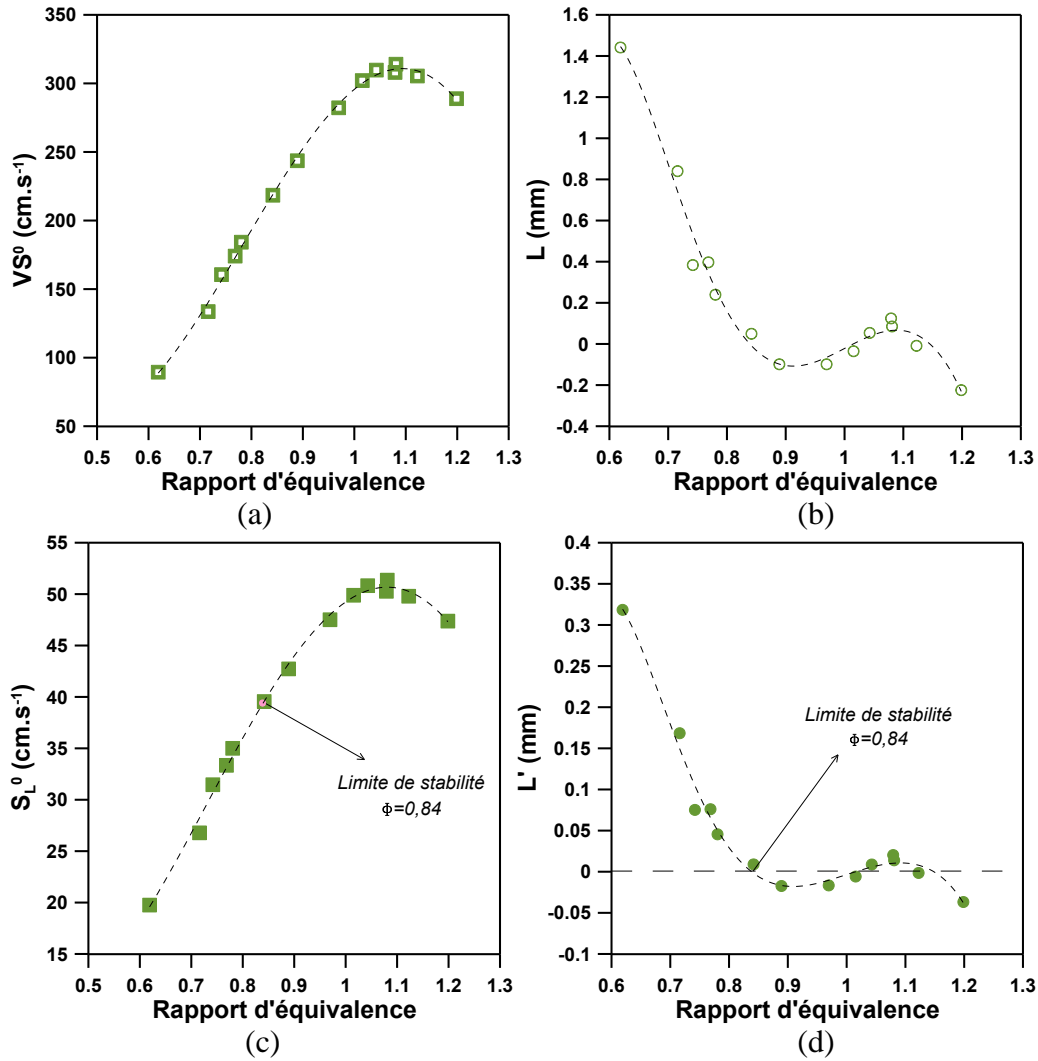 350
300
250
200
150
100
50
VS⁰ (cm.s⁻¹)
0.5 0.6 0.7 0.8 0.9 1 1.1 1.2 1.3
Rapport d'équivalence
(a)
1.6
1.4
1.2
1
0.8
0.6
0.4
0.2
0
-0.2
-0.4
L (mm)
0.6 0.7 0.8 0.9 1 1.1 1.2 1.3
Rapport d'équivalence
(b)
55
50
45
40
35
30
25
20
15
S_L⁰ (cm.s⁻¹)
Limite de stabilité
Φ=0,84
0.5 0.6 0.7 0.8 0.9 1 1.1 1.2 1.3
Rapport d'équivalence
(c)
0.4
0.35
0.3
0.25
0.2
0.15
0.1
0.05
0
-0.05
-0.1
L' (mm)
Limite de stabilité
Φ=0,84
0.6 0.7 0.8 0.9 1 1.1 1.2 1.3
Rapport d'équivalence
(d)